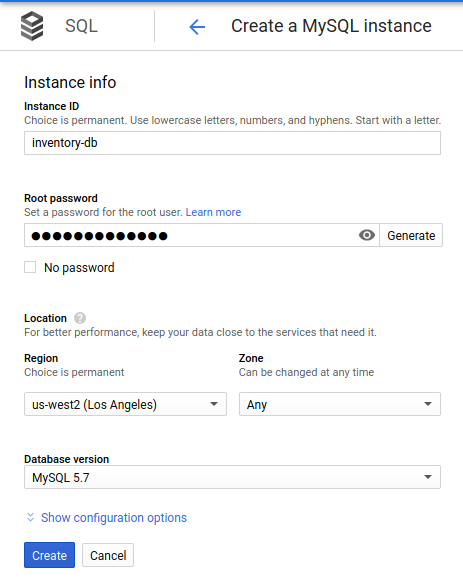 SQL
Create a MySQL instance
Instance info
Instance ID
Choice is permanent. Use lowercase letters, numbers, and hyphens. Start with a letter.
inventory-db
Root password
Set a password for the root user. Learn more
●●●●●●●●●●●●● Generate
No password
Location ?
For better performance, keep your data close to the services that need it.
Region Zone
Choice is permanent Can be changed at any time
us-west2 (Los Angeles) Any
Database version
MySQL 5.7
Show configuration options
Create Cancel